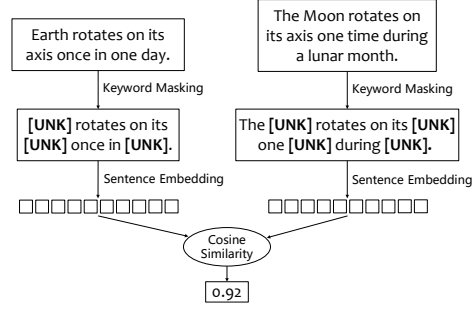 Earth rotates on its
axis once in one day.
The Moon rotates on
its axis one time during
a lunar month.
Keyword Masking
Keyword Masking
[UNK] rotates on its
[UNK] once in [UNK].
The [UNK] rotates on its [UNK]
one [UNK] during [UNK].
Sentence Embedding
Sentence Embedding
Cosine
Similarity
0.92